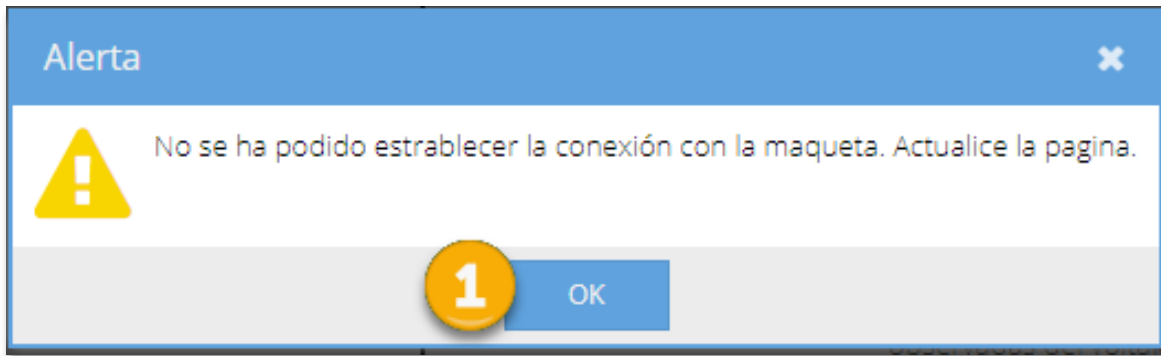 Alerta
No se ha podido estrablecer la conexión con la maqueta. Actualice la pagina.
1
OK